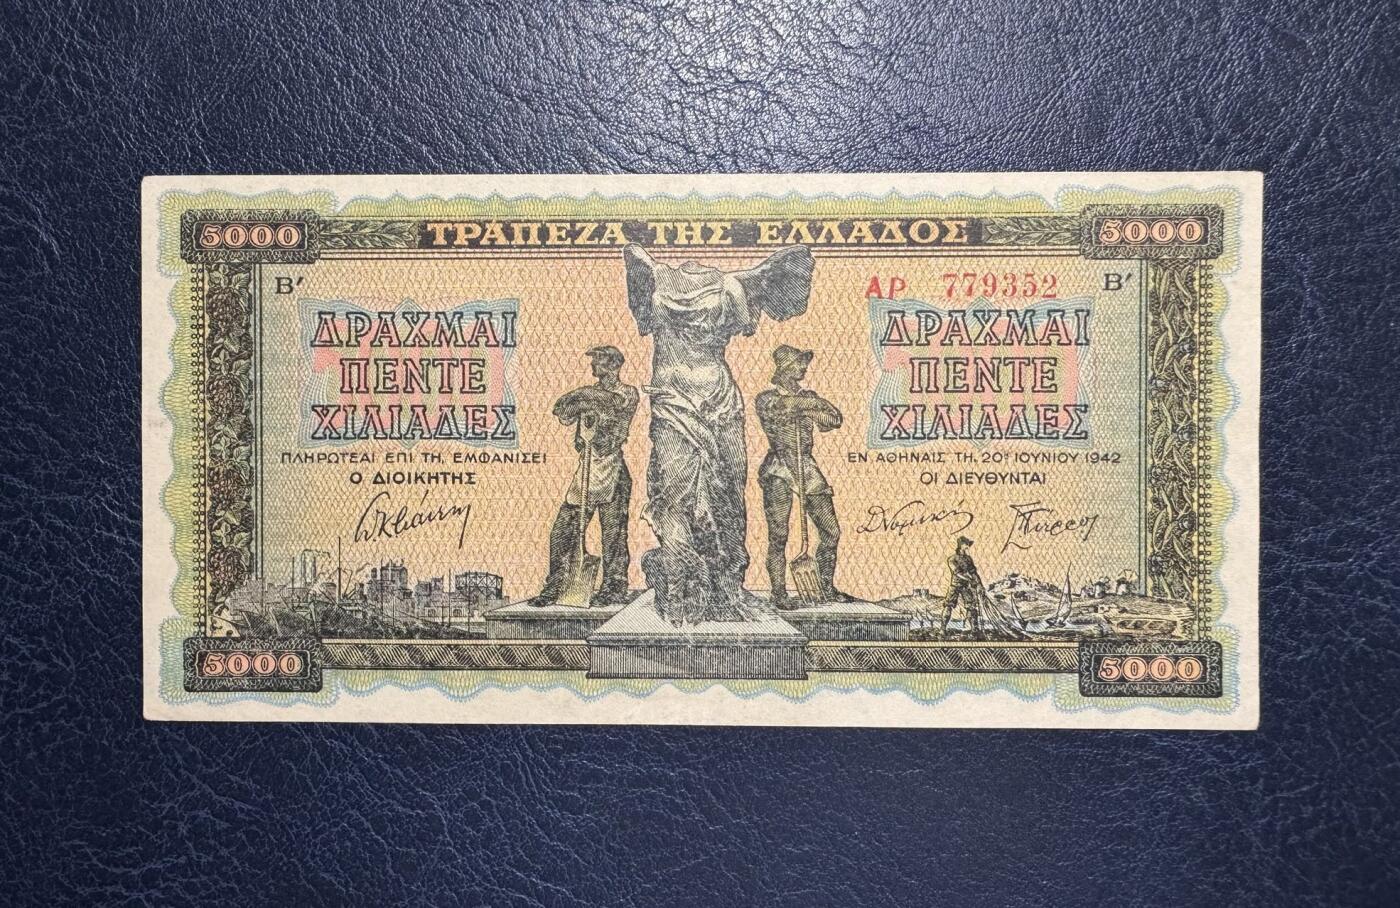 5000 ΤΡΑΠΕΖΑ ΤΗΣ ΕΛΛΑΔΟΣ 5000
Β′ ΑΡ 779352 Β′
ΔΡΑΧΜΑΙ
ΠΕΝΤΕ
ΧΙΛΙΑΔΕΣ
ΠΛΗΡΩΤΕΑΙ ΕΠΙ ΤΗ, ΕΜΦΑΝΙΣΕΙ
Ο ΔΙΟΙΚΗΤΗΣ
ΔΡΑΧΜΑΙ
ΠΕΝΤΕ
ΧΙΛΙΑΔΕΣ
ΕΝ ΑΘΗΝΑΙΣ ΤΗ, 20ῇ ΙΟΥΝΙΟΥ 1942
ΟΙ ΔΙΕΥΘΥΝΤΑΙ
5000 5000